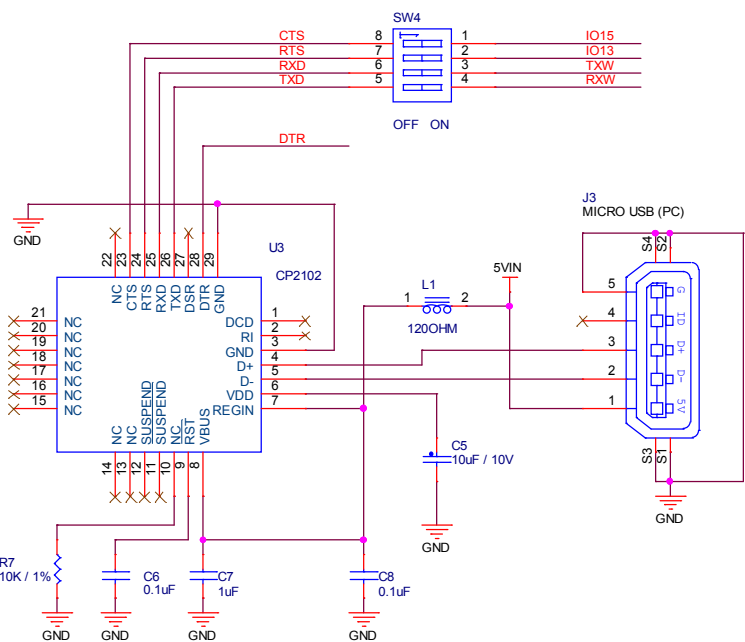 SW4
CTS 8 1 IO15
RTS 7 2 IO13
RXD 6 3 TXW
TXD 5 4 RXW
OFF ON
DTR
GND
J3
MICRO USB (PC)
U3
CP2102
22 23 24 25 26 27 28 29
NC CTS RTS RXD TXD DSR DTR GND
21 NC
20 NC
19 NC
18 NC
17 NC
16 NC
15 NC
DCD 1
RI 2
GND 3
D+ 4
D- 5
VDD 6
REGIN 7
NC NC SUSPEND SUSPEND NC RST VBUS
14 13 12 11 10 9 8
5VIN
L1
1 2
120OHM
S4 S2
5 G
4 ID
3 D+
2 D-
1 5V
S3 S1
GND
C5
10uF / 10V
GND
R7
10K / 1%
GND
C6
0.1uF
GND
C7
1uF
GND
C8
0.1uF
GND